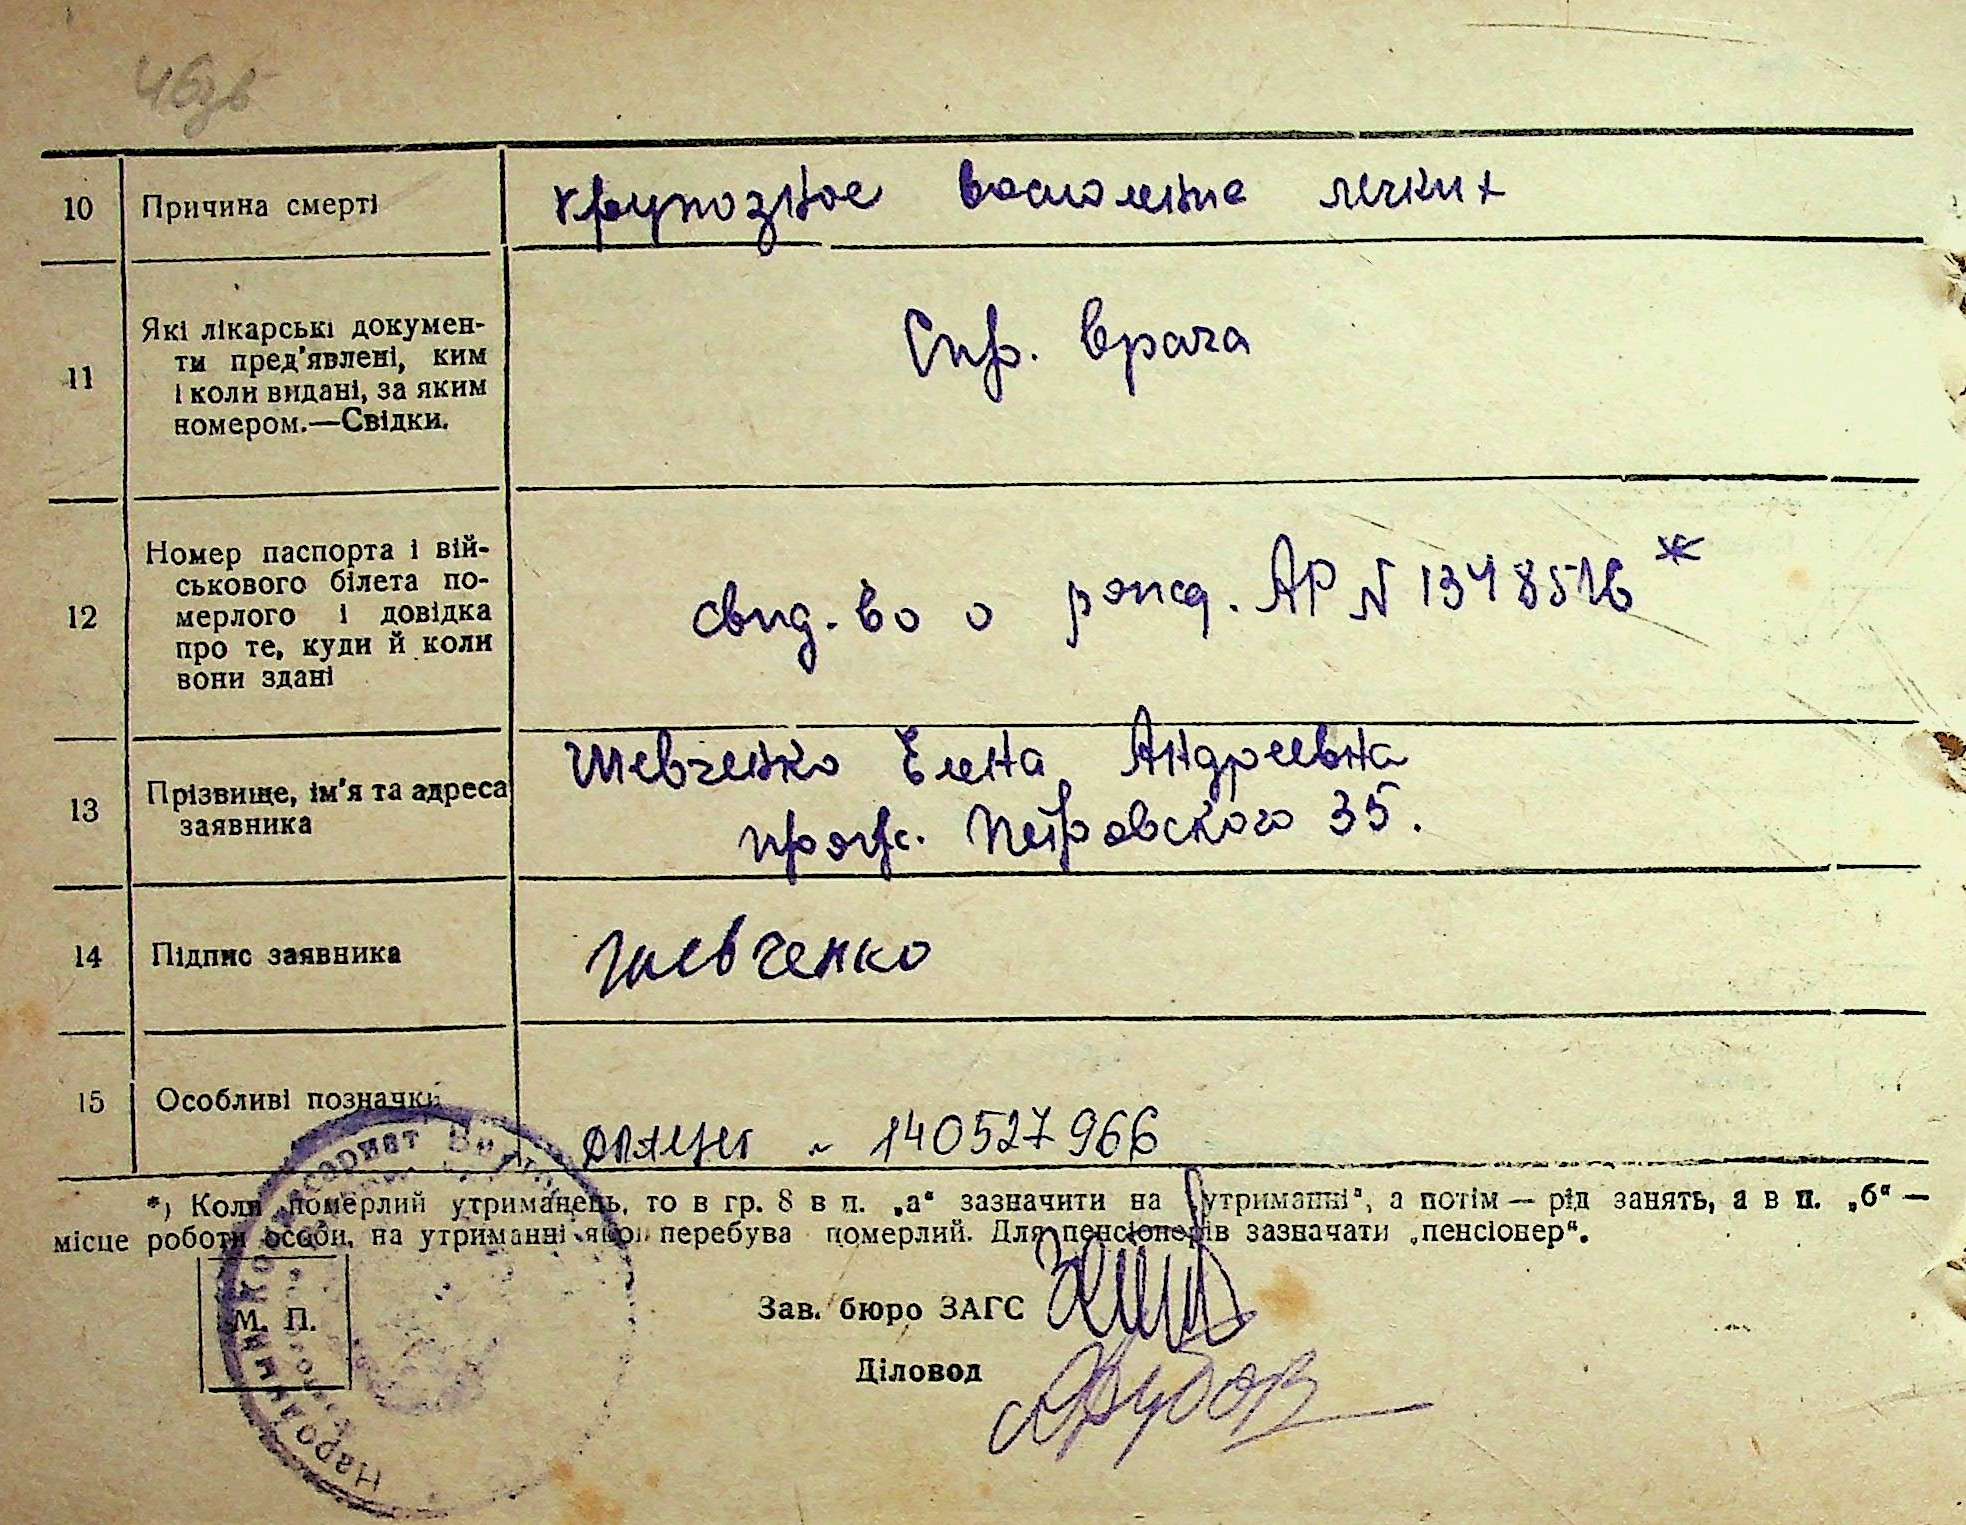 10 Причина смерті крупозное воспаление легких
11 Які лікарські докумен-
ти пред'явлені, ким
і коли видані, за яким
номером.—Свідки.
Спр. врача
12 Номер паспорта і вій-
ськового білета по-
мерлого і довідка
про те, куди й коли
вони здані
свид-во о рожд. АР N 1348516 *
13 Прізвище, ім'я та адреса
заявника
Шевченко Елена Андреевна
Петровского 35.
14 Підпис заявника Шевченко
15 Особливі позначки
140527966
*) Коли померлий утриманець, то в гр. 8 в п. „а“ зазначити на „утриманні“, а потім — рід занять, а в п. „б“ —
місце роботи особи, на утриманні якої перебува померлий. Для пенсіонерів зазначати „пенсіонер“.
М. П.
Зав. бюро ЗАГС
Діловод
Народний Комісаріат Внутр